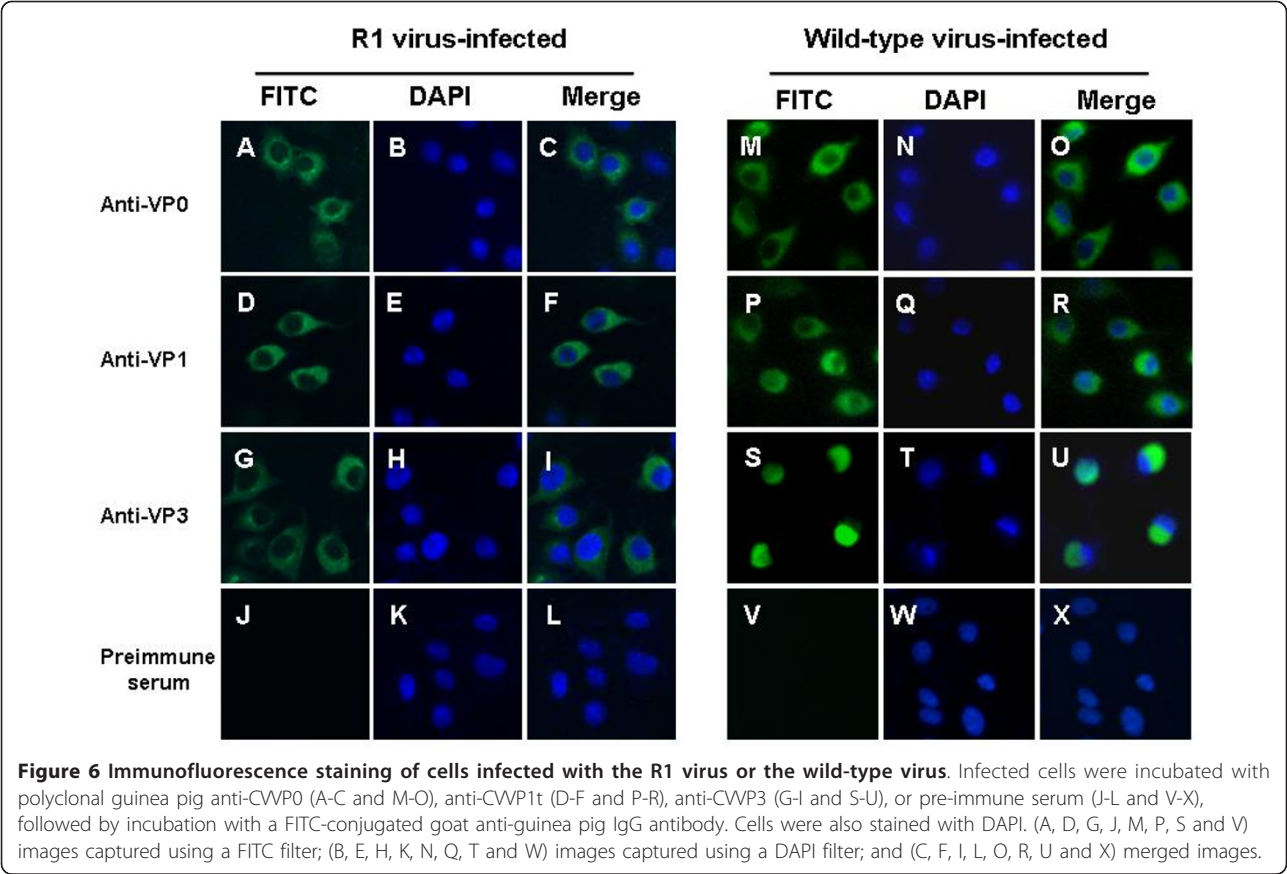 R1 virus-infected
Wild-type virus-infected
FITC DAPI Merge
FITC DAPI Merge
Anti-VP0
A B C M N O
Anti-VP1
D E F P Q R
Anti-VP3
G H I S T U
Preimmune
serum
J K L V W X
Figure 6 Immunofluorescence staining of cells infected with the R1 virus or the wild-type virus. Infected cells were incubated with
polyclonal guinea pig anti-CVVP0 (A-C and M-O), anti-CVVP1t (D-F and P-R), anti-CVVP3 (G-I and S-U), or pre-immune serum (J-L and V-X),
followed by incubation with a FITC-conjugated goat anti-guinea pig IgG antibody. Cells were also stained with DAPI. (A, D, G, J, M, P, S and V)
images captured using a FITC filter; (B, E, H, K, N, Q, T and W) images captured using a DAPI filter; and (C, F, I, L, O, R, U and X) merged images.